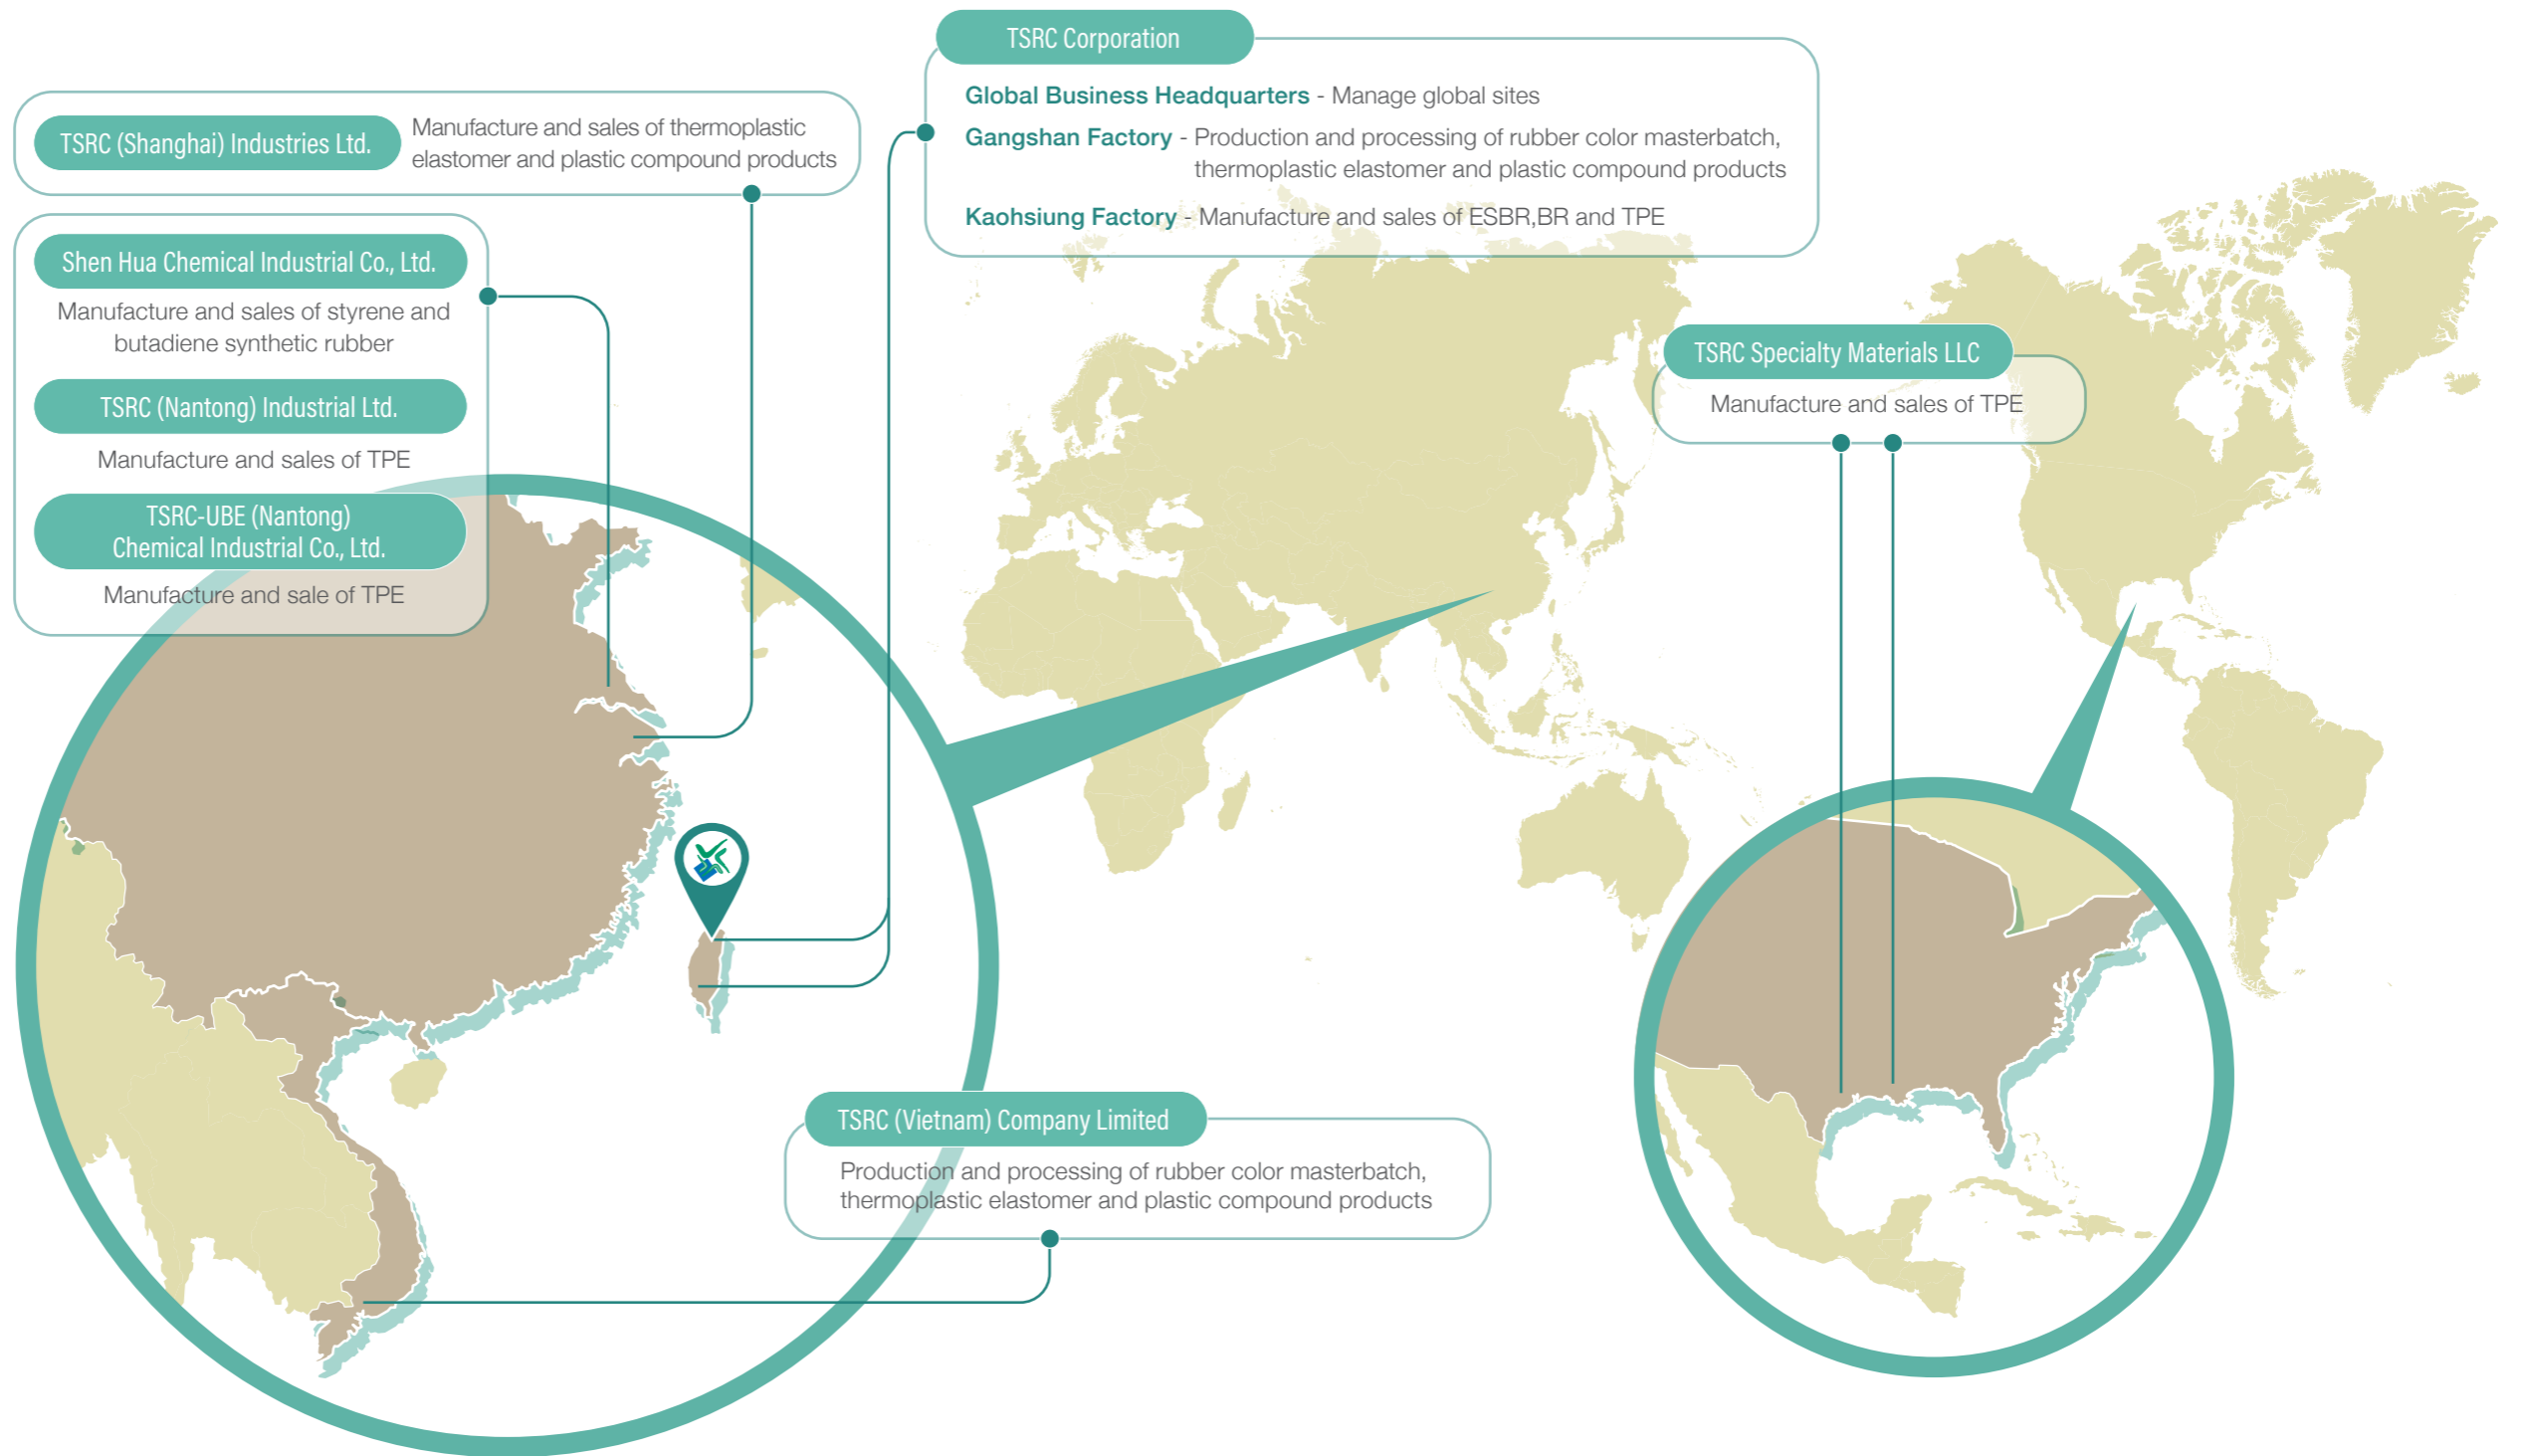 TSRC Corporation
Global Business Headquarters - Manage global sites
Gangshan Factory - Production and processing of rubber color masterbatch,
thermoplastic elastomer and plastic compound products
Kaohsiung Factory - Manufacture and sales of ESBR,BR and TPE
TSRC (Shanghai) Industries Ltd.
Manufacture and sales of thermoplastic
elastomer and plastic compound products
Shen Hua Chemical Industrial Co., Ltd.
Manufacture and sales of styrene and
butadiene synthetic rubber
TSRC (Nantong) Industrial Ltd.
Manufacture and sales of TPE
TSRC-UBE (Nantong)
Chemical Industrial Co., Ltd.
Manufacture and sale of TPE
TSRC Specialty Materials LLC
Manufacture and sales of TPE
TSRC (Vietnam) Company Limited
Production and processing of rubber color masterbatch,
thermoplastic elastomer and plastic compound products